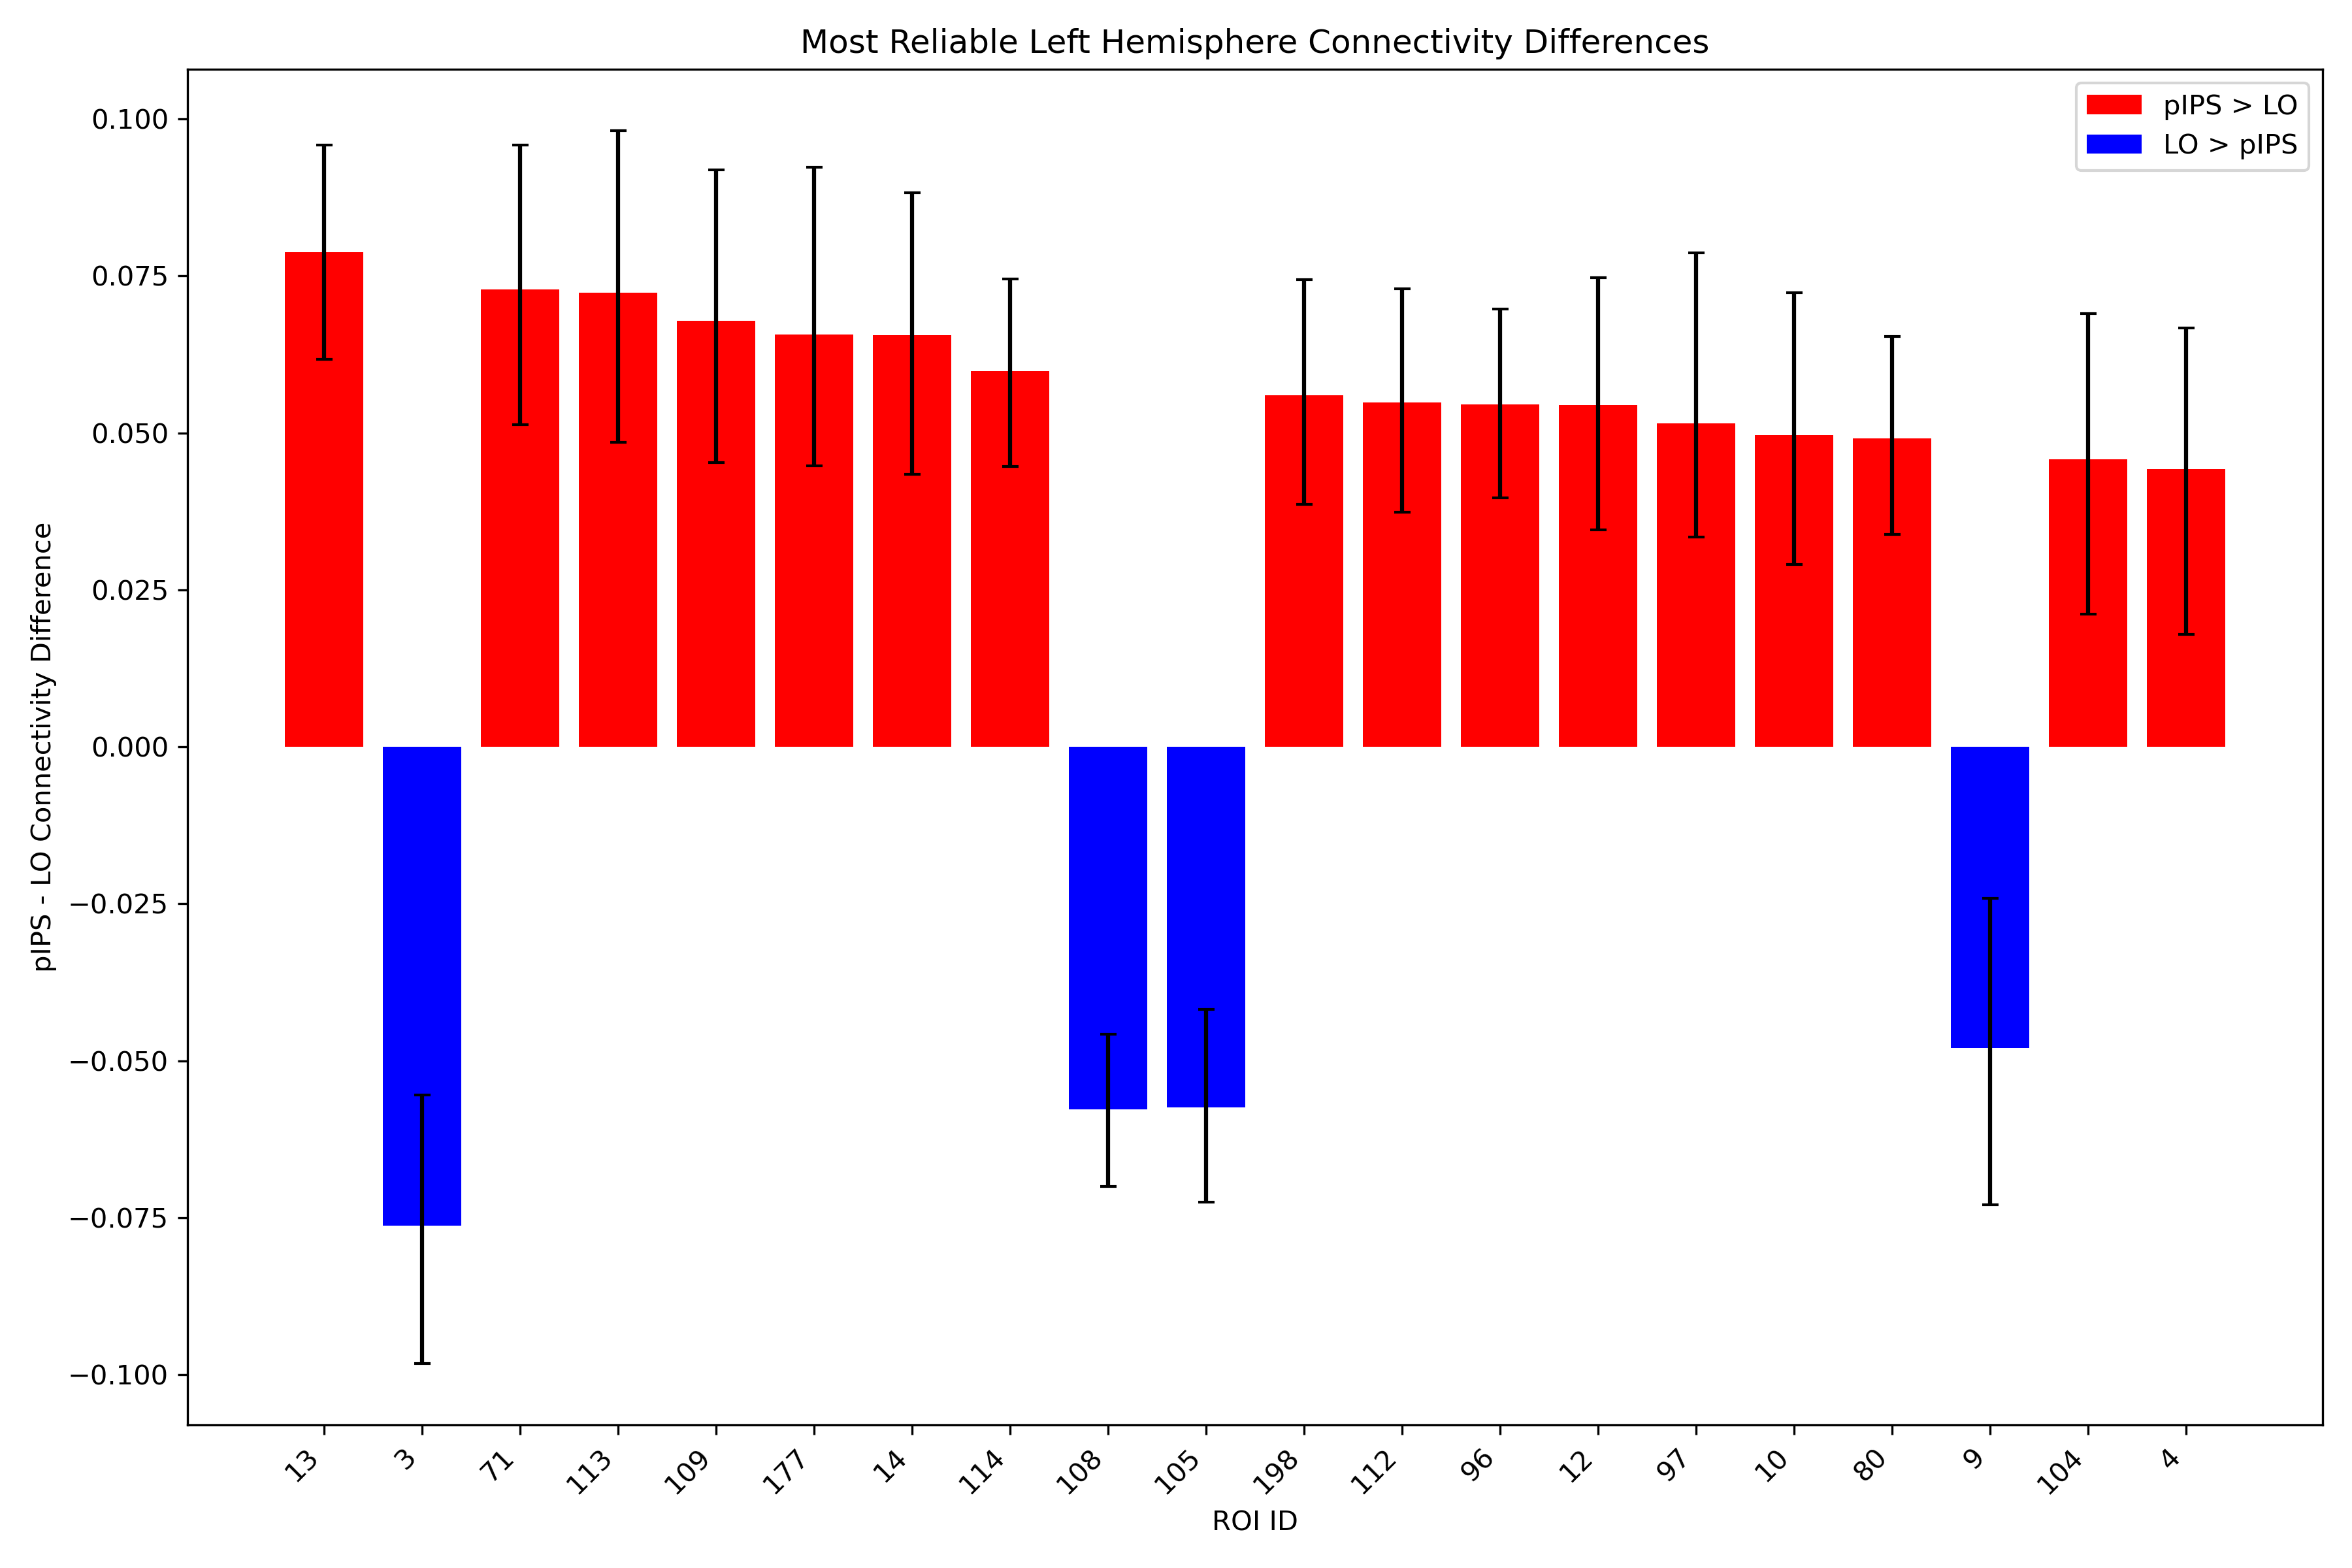 Most Reliable Left Hemisphere Connectivity Differences
pIPS > LO
LO > pIPS
pIPS - LO Connectivity Difference
0.100
0.075
0.050
0.025
0.000
−0.025
−0.050
−0.075
−0.100
13 3 71 113 109 177 14 114 108 105 198 112 96 12 97 10 80 9 104 4
ROI ID